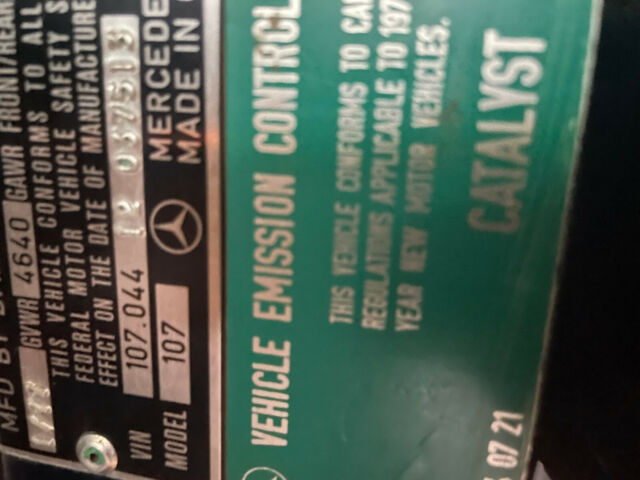 MFD BY
GVWR 4640 GAWR FRONT/REAR
THIS VEHICLE CONFORMS TO ALL
FEDERAL MOTOR VEHICLE SAFETY S
EFFECT ON THE DATE OF MANUFACTURE
VIN 107.044 12 037503
MODEL 107 MERCEDE
MADE IN
VEHICLE EMISSION CONTROL
THIS VEHICLE CONFORMS TO CA
REGULATIONS APPLICABLE TO 197
YEAR NEW MOTOR VEHICLES.
CATALYST
07 21